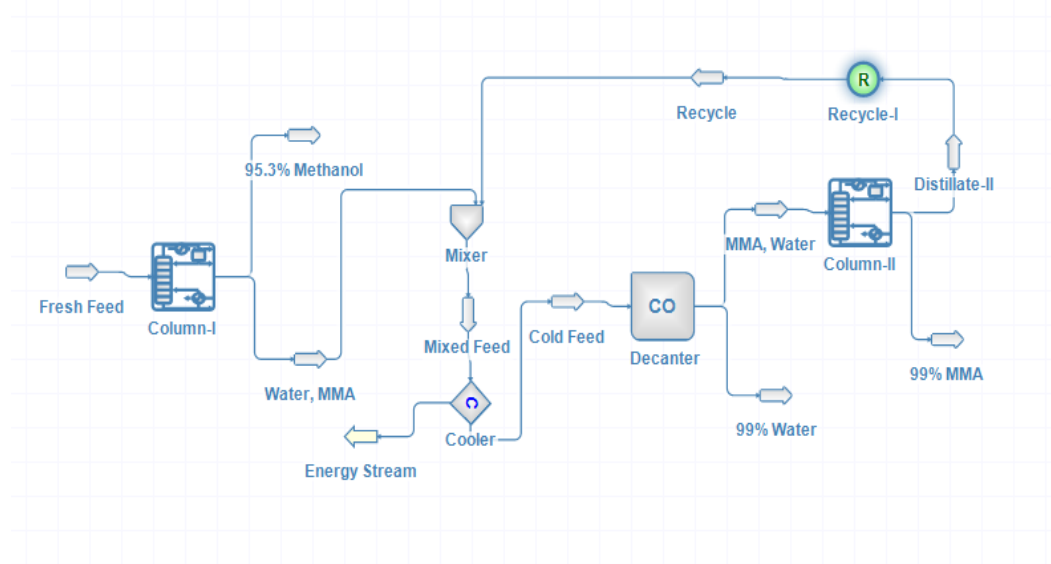 R
Recycle
Recycle-I
95.3% Methanol
Distillate-II
Mixer
MMA, Water
Column-II
Fresh Feed
Column-I
CO
Mixed Feed
Cold Feed
Decanter
99% MMA
Water, MMA
C
99% Water
Cooler
Energy Stream